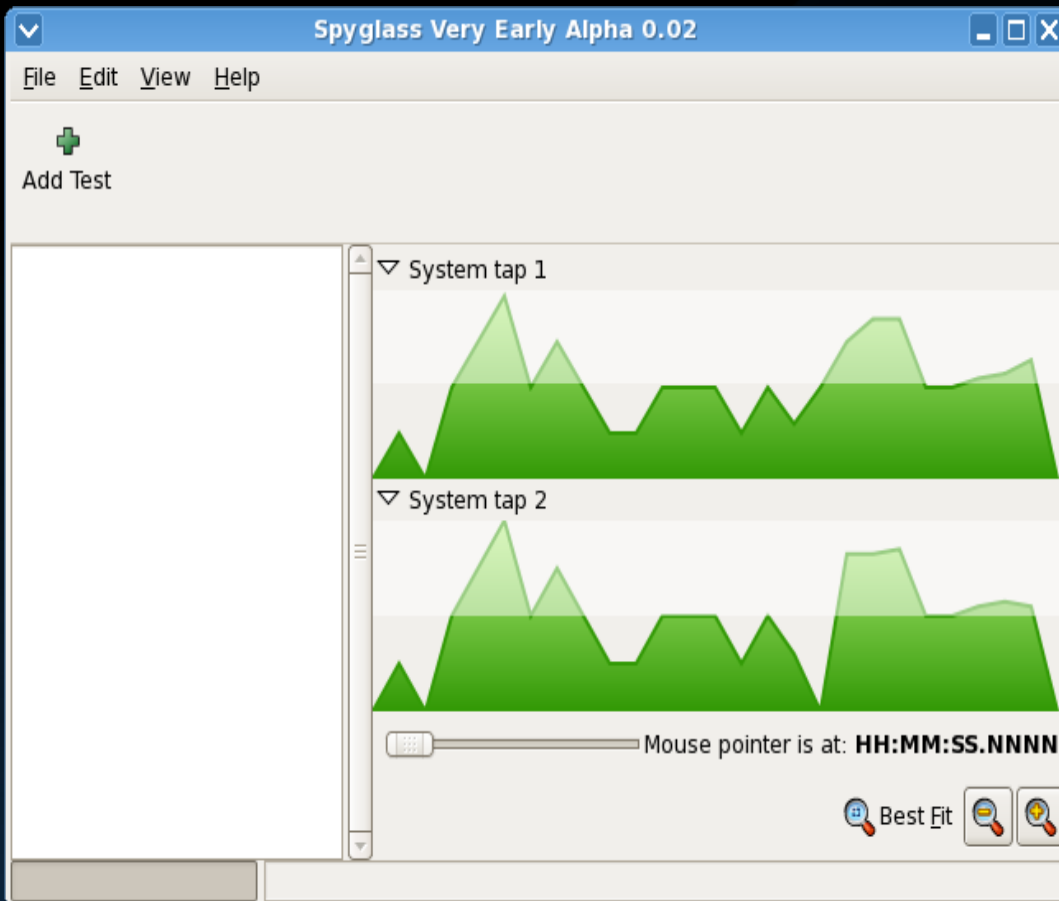 Spyglass Very Early Alpha 0.02
File Edit View Help
Add Test
System tap 1
System tap 2
Mouse pointer is at: HH:MM:SS.NNNN
Best Fit